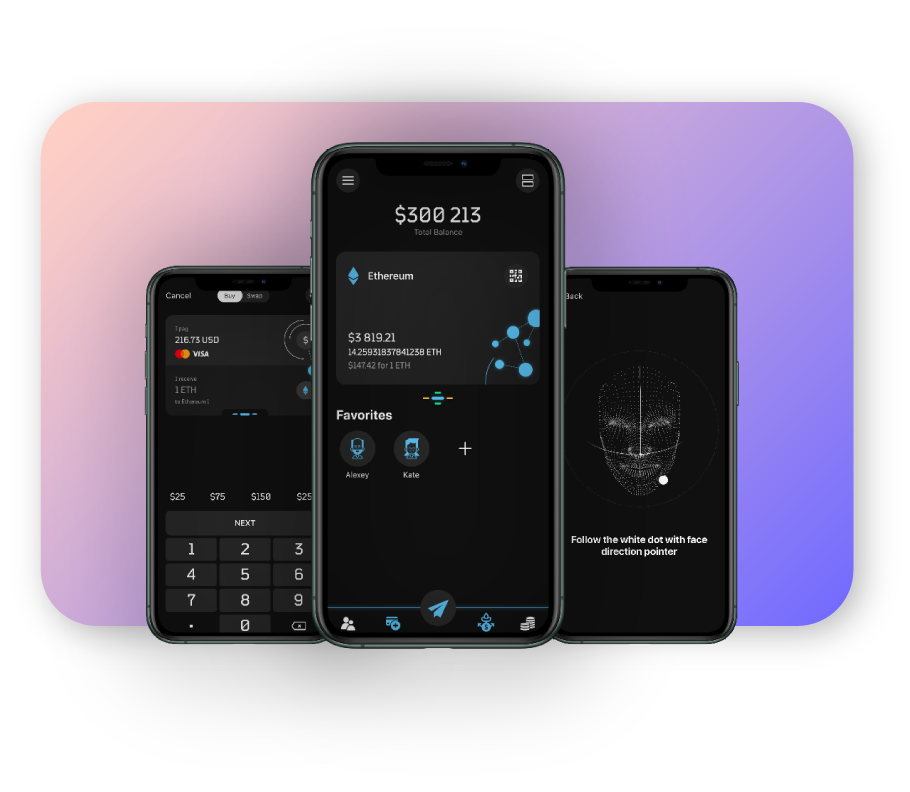 Cancel
Buy
Swap
I pay
216.73 USD
VISA
I receive
1 ETH
to Ethereum1
$25
$75
$150
NEXT
1
2
3
4
5
6
7
8
9
.
0
$300 213
Total Balance
Ethereum
$3 819.21
14.25931837841238 ETH
$147.42 for 1 ETH
Favorites
Alexey
Kate
Back
Follow the white dot with face
direction pointer